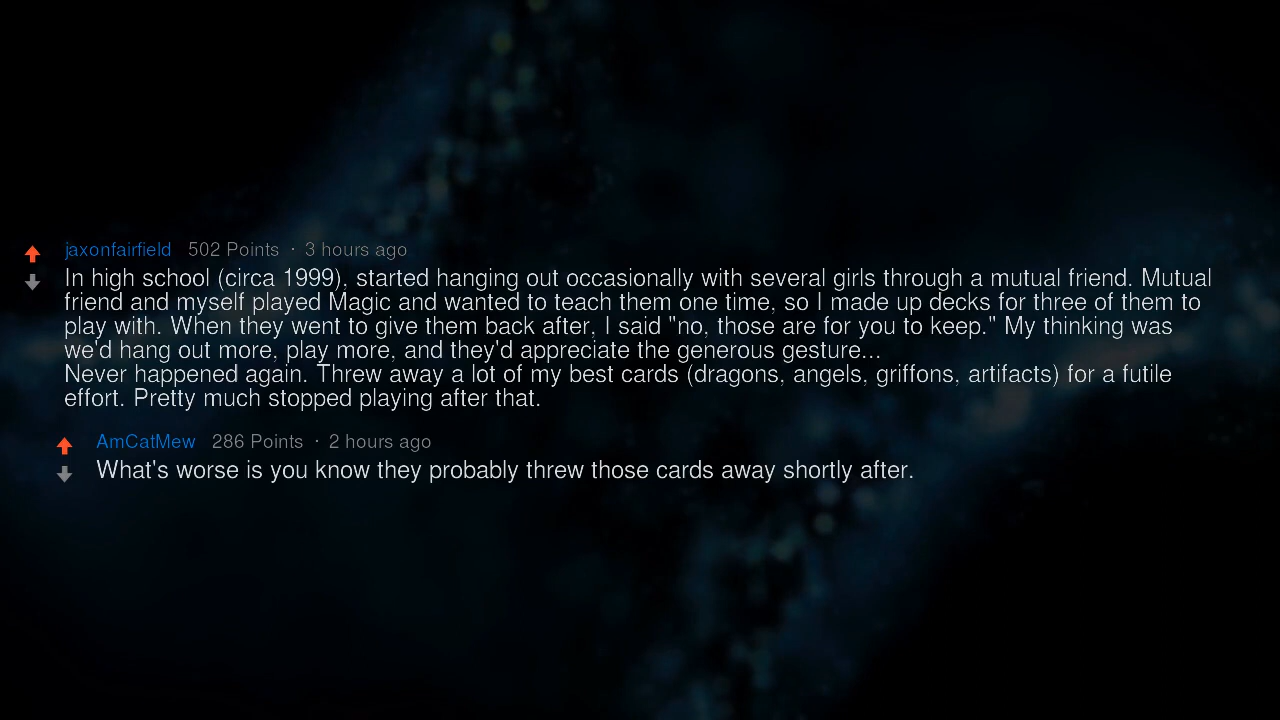 jaxonfairfield 502 Points · 3 hours ago
In high school (circa 1999), started hanging out occasionally with several girls through a mutual friend. Mutual
friend and myself played Magic and wanted to teach them one time, so I made up decks for three of them to
play with. When they went to give them back after, I said "no, those are for you to keep." My thinking was
we'd hang out more, play more, and they'd appreciate the generous gesture...
Never happened again. Threw away a lot of my best cards (dragons, angels, griffons, artifacts) for a futile
effort. Pretty much stopped playing after that.
AmCatMew 286 Points · 2 hours ago
What's worse is you know they probably threw those cards away shortly after.